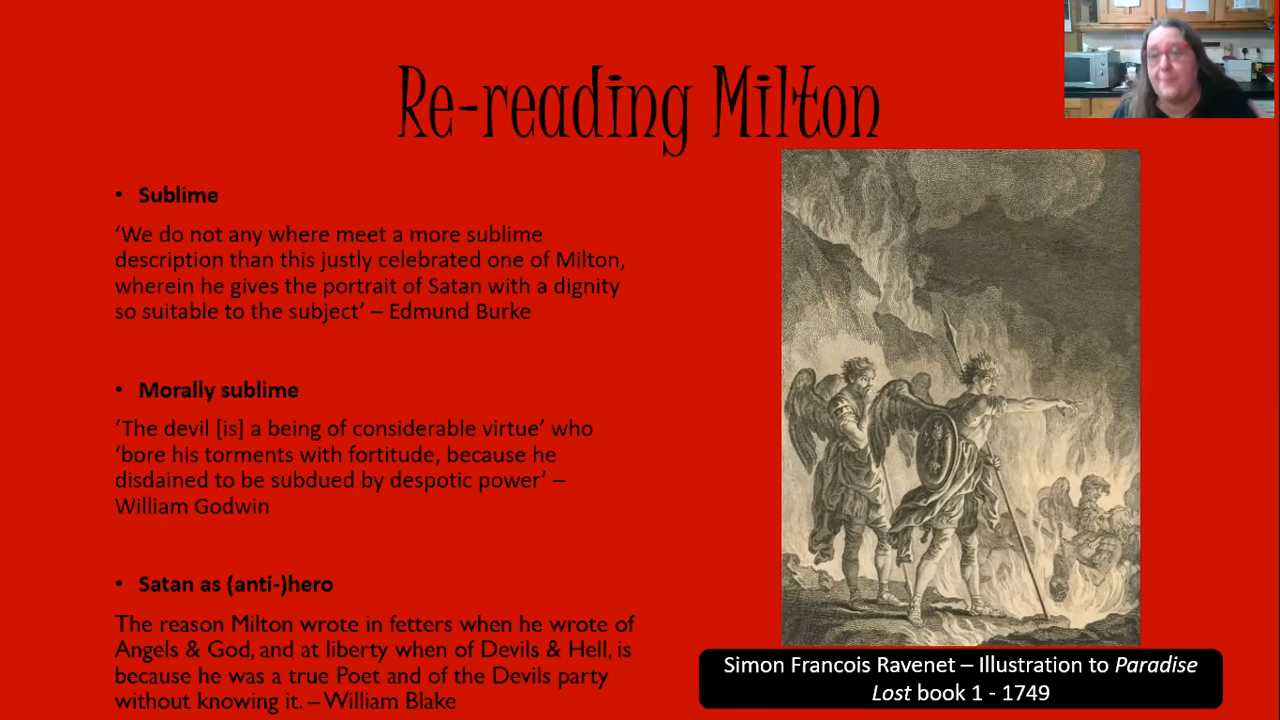 Re-reading Milton
• Sublime
‘We do not any where meet a more sublime
description than this justly celebrated one of Milton,
wherein he gives the portrait of Satan with a dignity
so suitable to the subject’ – Edmund Burke
• Morally sublime
‘The devil [is] a being of considerable virtue’ who
‘bore his torments with fortitude, because he
disdained to be subdued by despotic power’ –
William Godwin
• Satan as (anti-)hero
The reason Milton wrote in fetters when he wrote of
Angels & God, and at liberty when of Devils & Hell, is
because he was a true Poet and of the Devils party
without knowing it. – William Blake
Simon Francois Ravenet – Illustration to Paradise
Lost book 1 - 1749